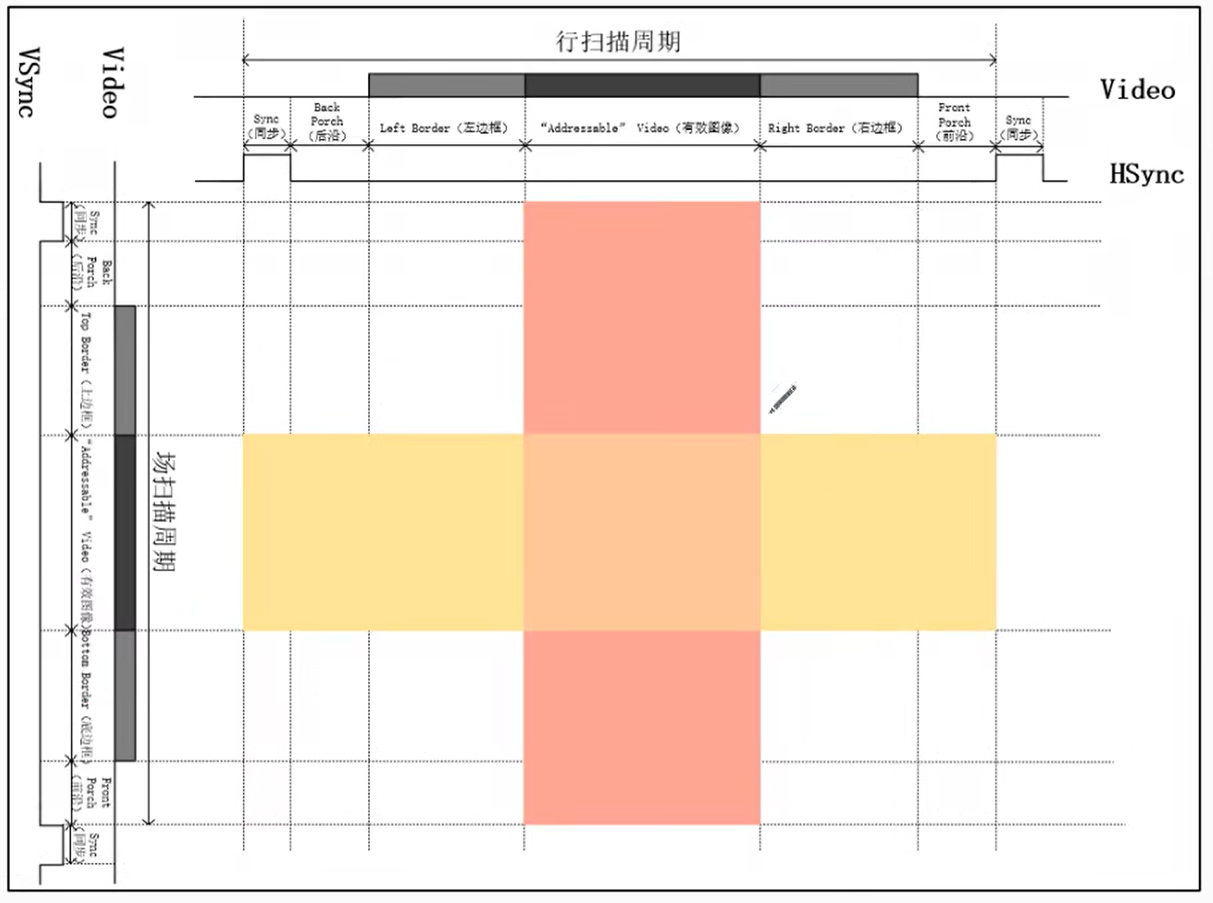 行扫描周期
Video
Sync
(同步)
Back
Porch
(后沿)
Left Border (左边框)
“Addressable” Video (有效图像)
Right Border (右边框)
Front
Porch
(前沿)
Sync
(同步)
HSync
VSync
Video
Sync
(同步)
Back
Porch
(后沿)
Top Border (上边框)
“Addressable” Video (有效图像)
Bottom Border (底边框)
Front
Porch
(前沿)
Sync
(同步)
场扫描周期